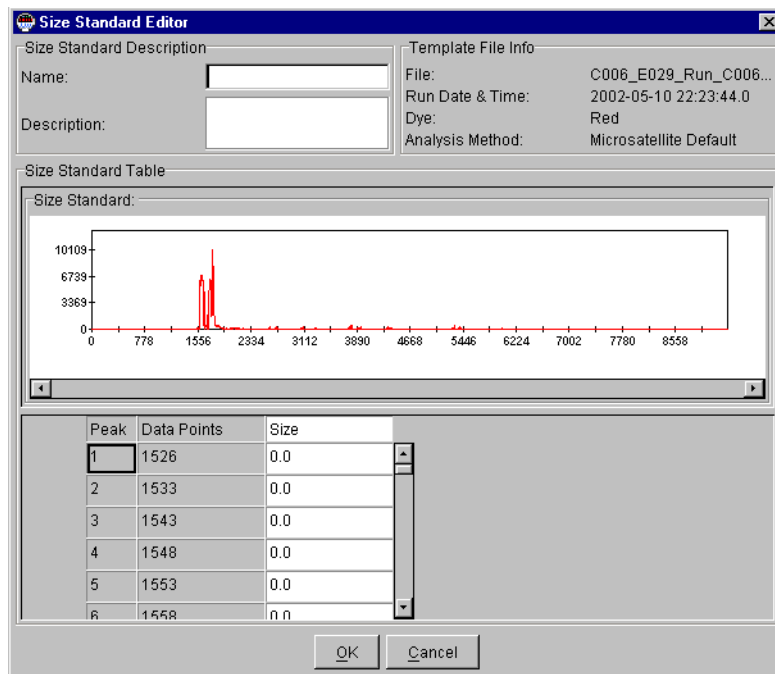 Size Standard Editor
Size Standard Description
Name:
Description:
Template File Info
File: C006_E029_Run_C006...
Run Date & Time: 2002-05-10 22:23:44.0
Dye: Red
Analysis Method: Microsatellite Default
Size Standard Table
Size Standard:
10109
6739
3369
0
0 778 1556 2334 3112 3890 4668 5446 6224 7002 7780 8558
Peak Data Points Size
1 1526 0.0
2 1533 0.0
3 1543 0.0
4 1548 0.0
5 1553 0.0
6 1558 0.0
OK Cancel